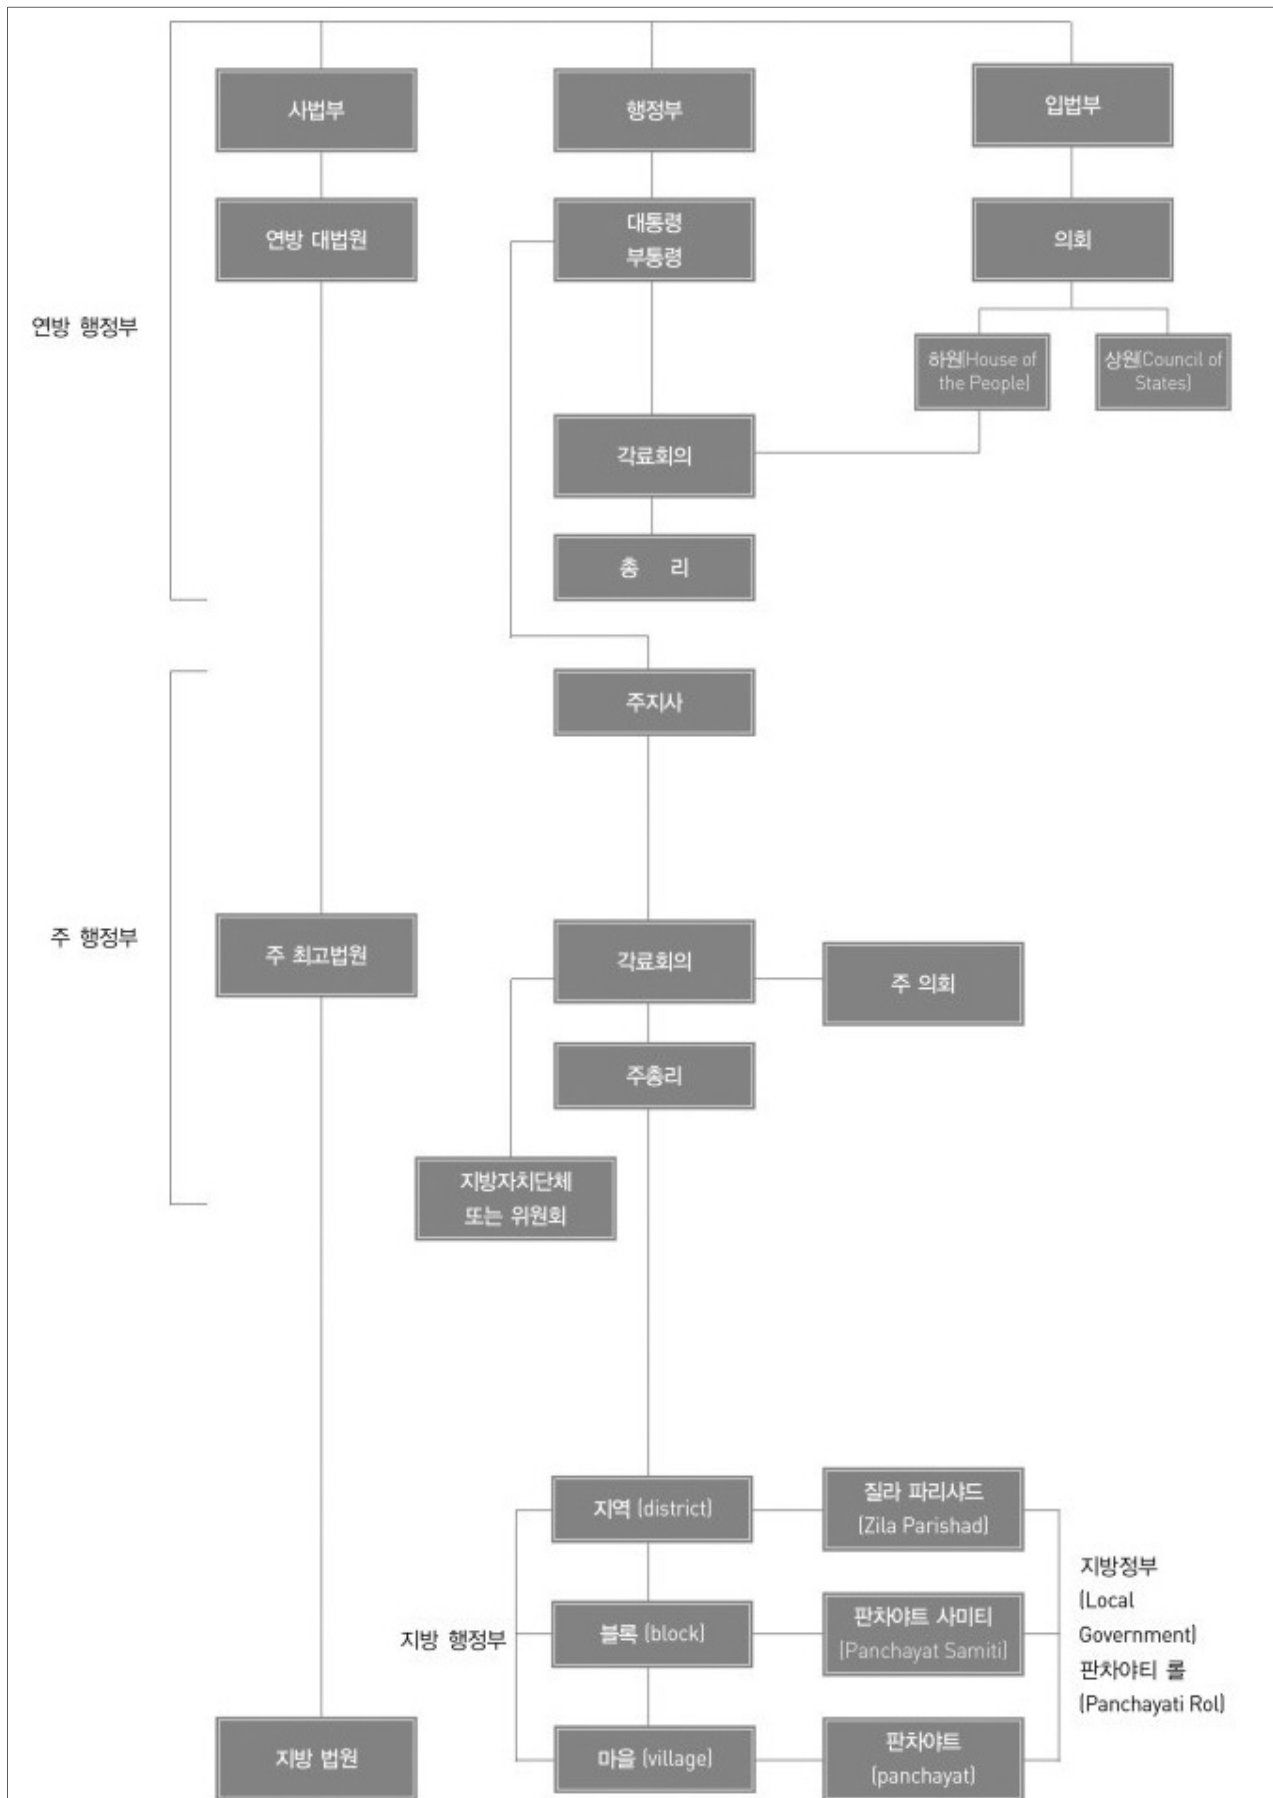 사법부
행정부
입법부
연방 대법원
대통령
부통령
의회
연방 행정부
하원(House of
the People)
상원(Council of
States)
각료회의
총 리
주지사
주 행정부
주 최고법원
각료회의
주 의회
주총리
지방자치단체
또는 위원회
지역 (district)
질라 파리샤드
(Zila Parishad)
지방 행정부
블록 (block)
판차야트 사미티
(Panchayat Samiti)
지방정부
(Local
Government)
판차야티 롤
(Panchayati Rol)
지방 법원
마을 (village)
판차야트
(panchayat)